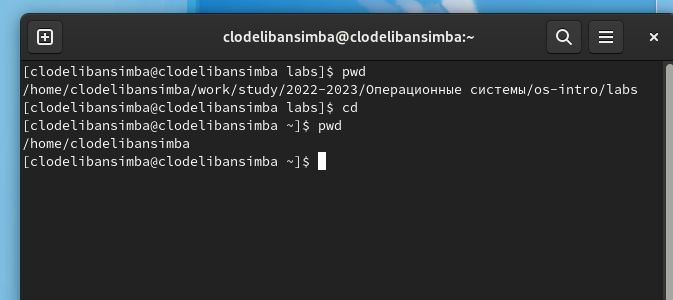 clodelibansimba@clodelibansimba:~
[clodelibansimba@clodelibansimba labs]$ pwd
/home/clodelibansimba/work/study/2022-2023/Операционные системы/os-intro/labs
[clodelibansimba@clodelibansimba labs]$ cd
[clodelibansimba@clodelibansimba ~]$ pwd
/home/clodelibansimba
[clodelibansimba@clodelibansimba ~]$